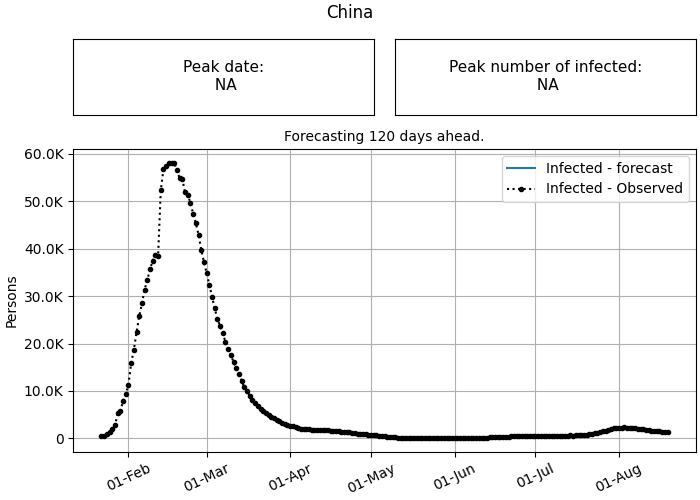 China
Peak date:
NA
Peak number of infected:
NA
Forecasting 120 days ahead.
60.0K
50.0K
40.0K
30.0K
20.0K
10.0K
0
Persons
Infected - forecast
Infected - Observed
01-Feb
01-Mar
01-Apr
01-May
01-Jun
01-Jul
01-Aug